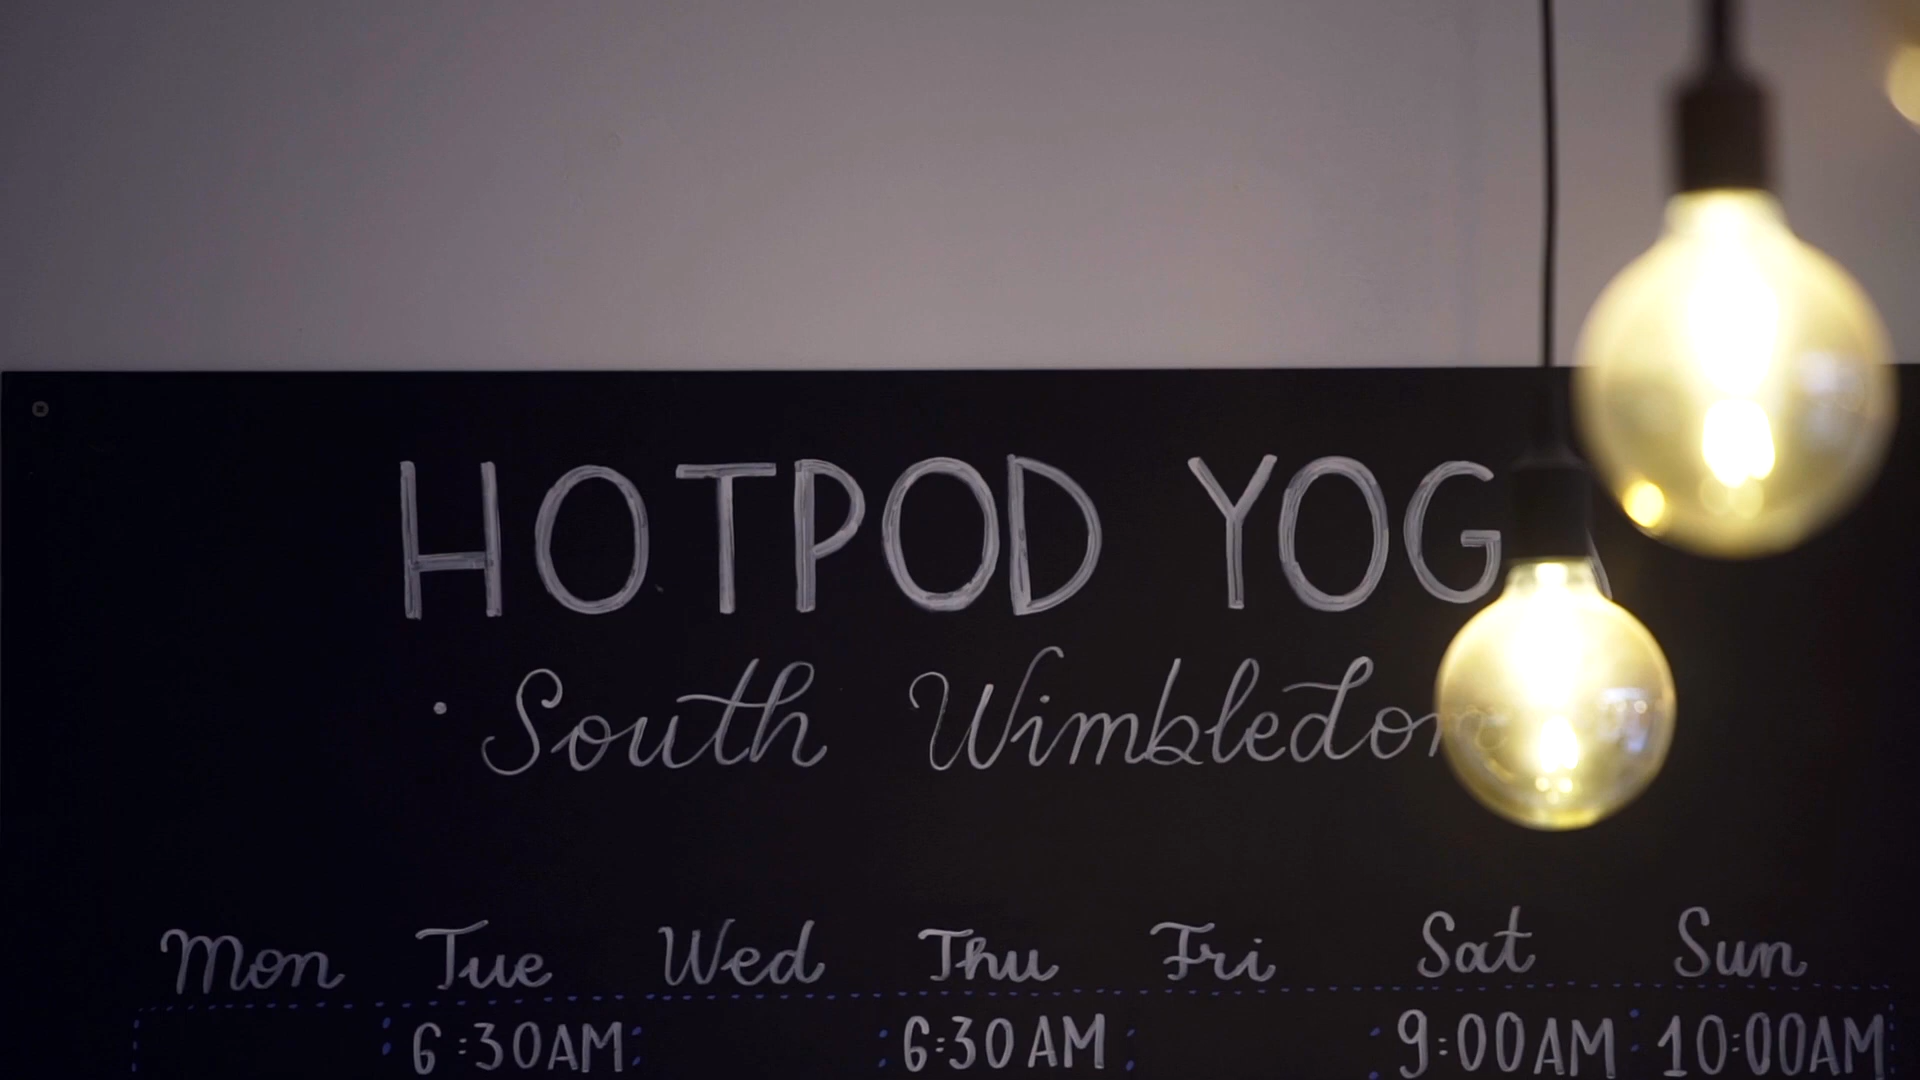 HOTPOD YOGA
South Wimbledon
Mon Tue Wed Thu Fri Sat Sun
6:30AM 6:30AM 9:00AM 10:00AM